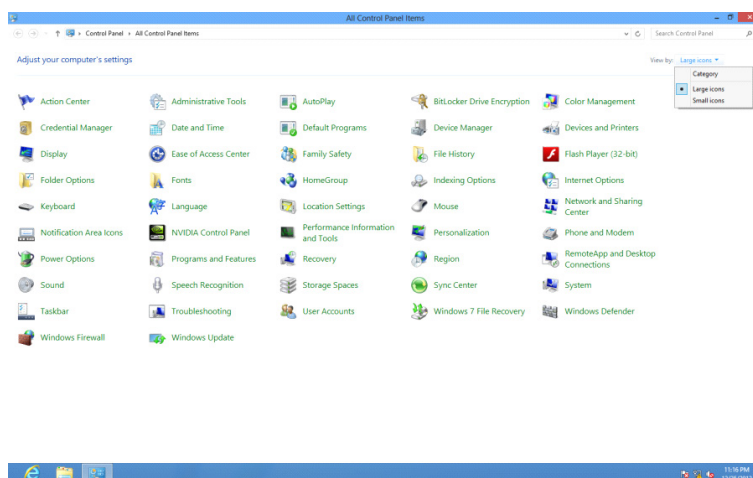 All Control Panel Items
Control Panel All Control Panel Items
Search Control Panel
Adjust your computer's settings
View by: Large icons
Category
Large icons
Small icons
Action Center Administrative Tools AutoPlay BitLocker Drive Encryption Color Management
Credential Manager Date and Time Default Programs Device Manager Devices and Printers
Display Ease of Access Center Family Safety File History Flash Player (32-bit)
Folder Options Fonts HomeGroup Indexing Options Internet Options
Keyboard Language Location Settings Mouse Network and Sharing
Center
Notification Area Icons NVIDIA Control Panel Performance Information
and Tools
Personalization Phone and Modem
Power Options Programs and Features Recovery Region RemoteApp and Desktop
Connections
Sound Speech Recognition Storage Spaces Sync Center System
Taskbar Troubleshooting User Accounts Windows 7 File Recovery Windows Defender
Windows Firewall Windows Update
11:16 PM